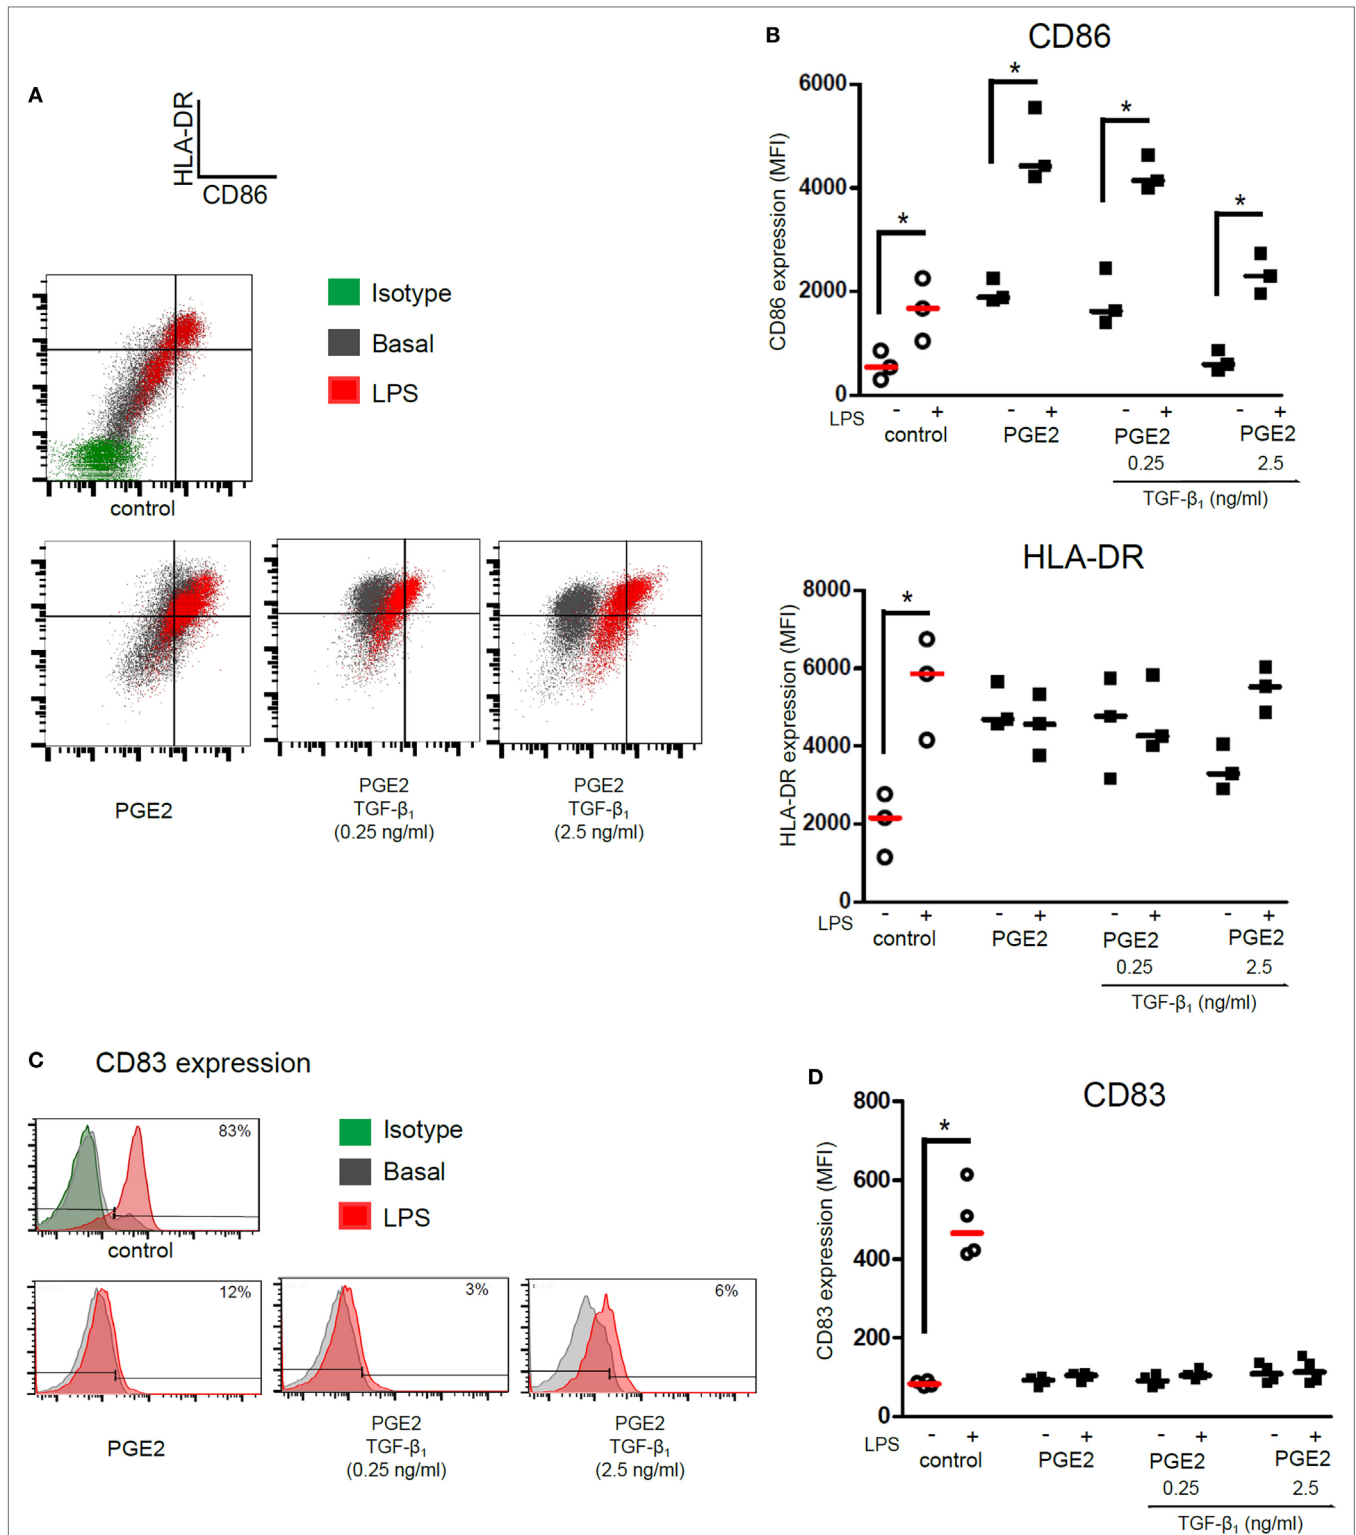 A
HLA-DR
CD86
Isotype
Basal
LPS
control
PGE2
PGE2
TGF-β₁
(0.25 ng/ml)
PGE2
TGF-β₁
(2.5 ng/ml)
B
CD86
CD86 expression (MFI)
6000
4000
2000
0
* * * *
LPS - + - + - + - +
control PGE2 PGE2 PGE2
0.25 2.5
TGF-β₁ (ng/ml)
HLA-DR
HLA-DR expression (MFI)
8000
6000
4000
2000
0
*
LPS - + - + - + - +
control PGE2 PGE2 PGE2
0.25 2.5
TGF-β₁ (ng/ml)
C
CD83 expression
83%
Isotype
Basal
LPS
control
12%
3%
6%
PGE2
PGE2
TGF-β₁
(0.25 ng/ml)
PGE2
TGF-β₁
(2.5 ng/ml)
D
CD83
CD83 expression (MFI)
800
600
400
200
0
*
LPS - + - + - + - +
control PGE2 PGE2 PGE2
0.25 2.5
TGF-β₁ (ng/ml)